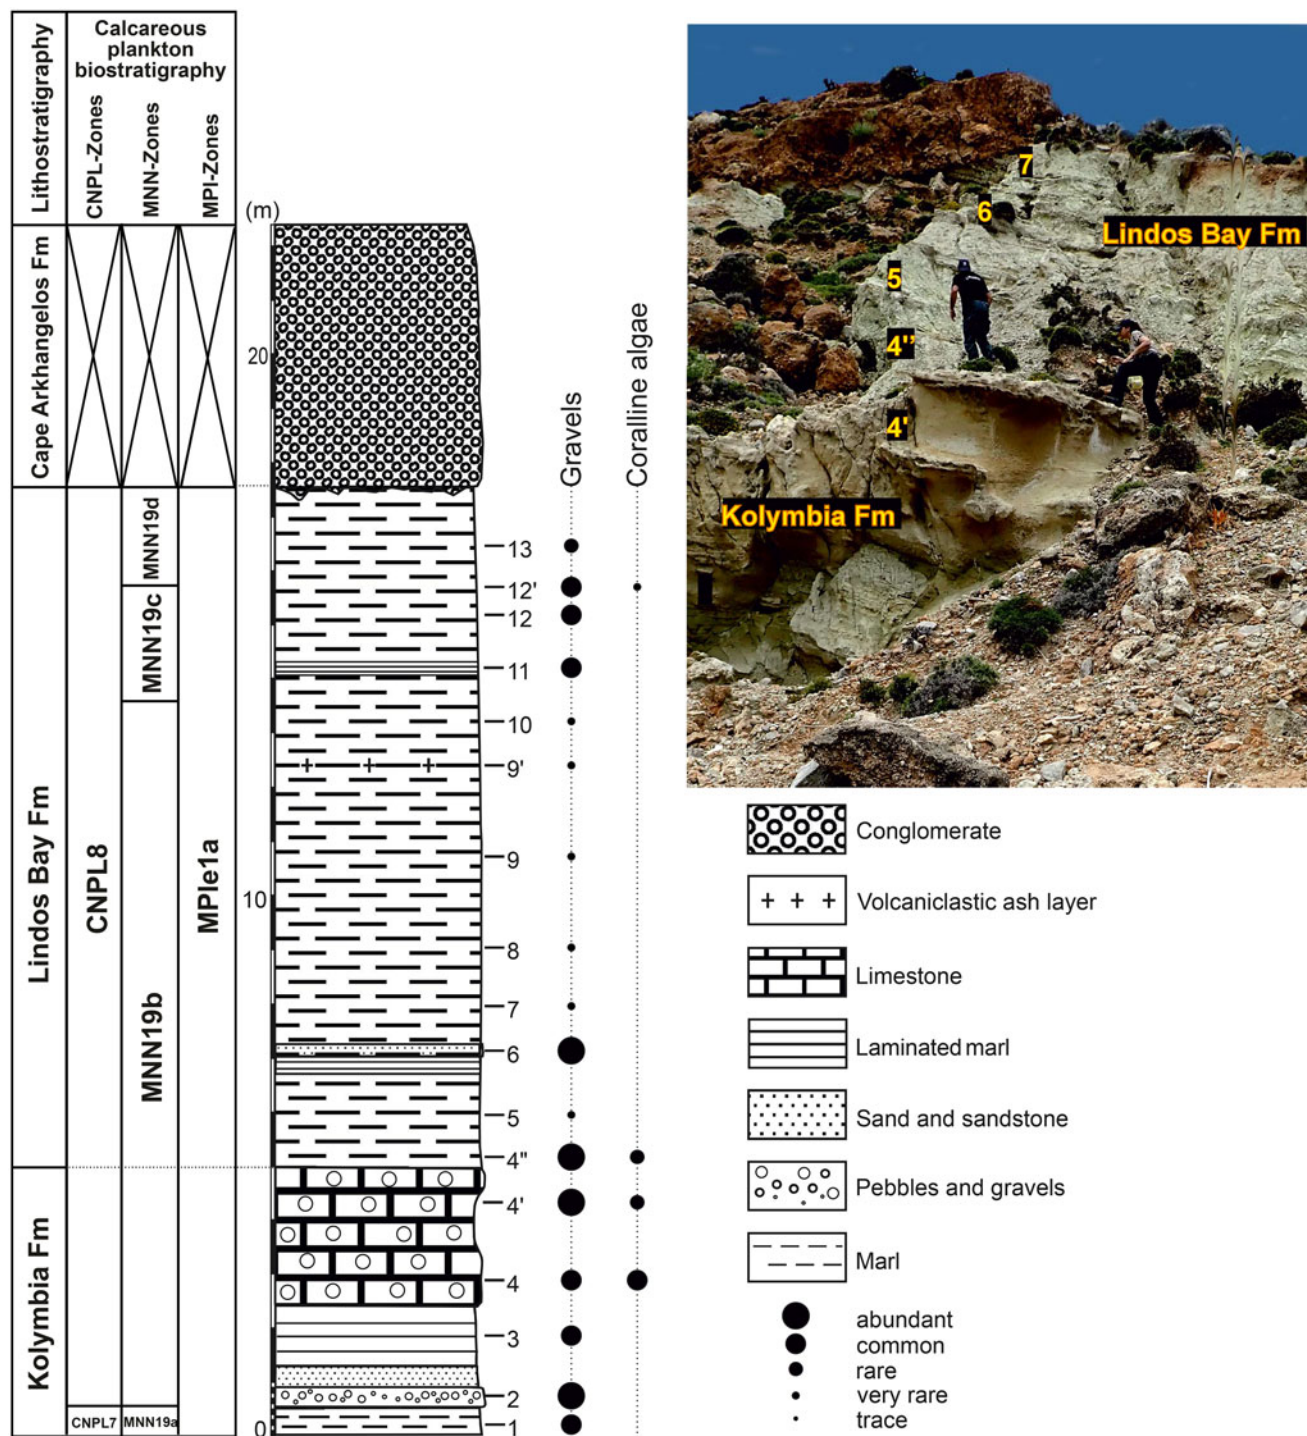 Lithostratigraphy
Calcareous
plankton
biostratigraphy
CNPL-Zones
MNN-Zones
MPI-Zones
(m)
Cape Arkhangelos Fm
Lindos Bay Fm
Kolymbia Fm
CNPL8
CNPL7
MNN19d
MNN19c
MNN19b
MNN19a
MPle1a
20
10
0
Gravels
Coralline algae
13
12'
12
11
10
9'
9
8
7
6
5
4"
4'
4
3
2
1
7
6
Lindos Bay Fm
5
4"
4'
Kolymbia Fm
Conglomerate
Volcaniclastic ash layer
Limestone
Laminated marl
Sand and sandstone
Pebbles and gravels
Marl
abundant
common
rare
very rare
trace